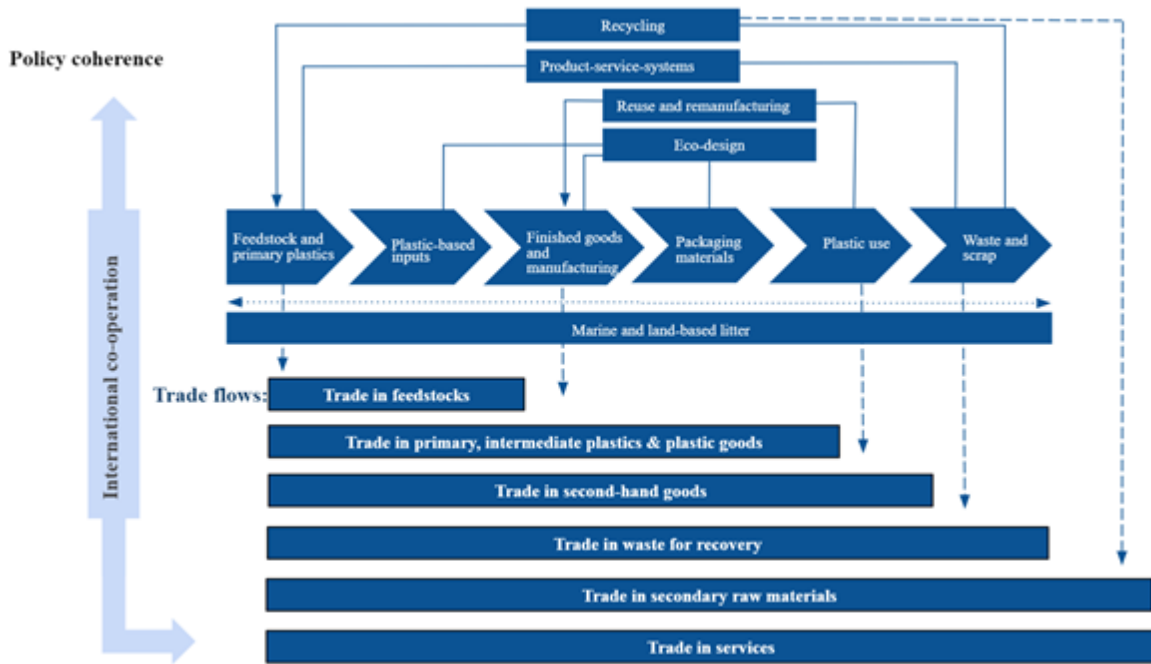 Recycling
Policy coherence
Product-service-systems
Reuse and remanufacturing
Eco-design
Feedstock and
primary plastics
Plastic-based
inputs
Finished goods
and
manufacturing
Packaging
materials
Plastic use
Waste and
scrap
Marine and land-based litter
International co-operation
Trade flows:
Trade in feedstocks
Trade in primary, intermediate plastics & plastic goods
Trade in second-hand goods
Trade in waste for recovery
Trade in secondary raw materials
Trade in services